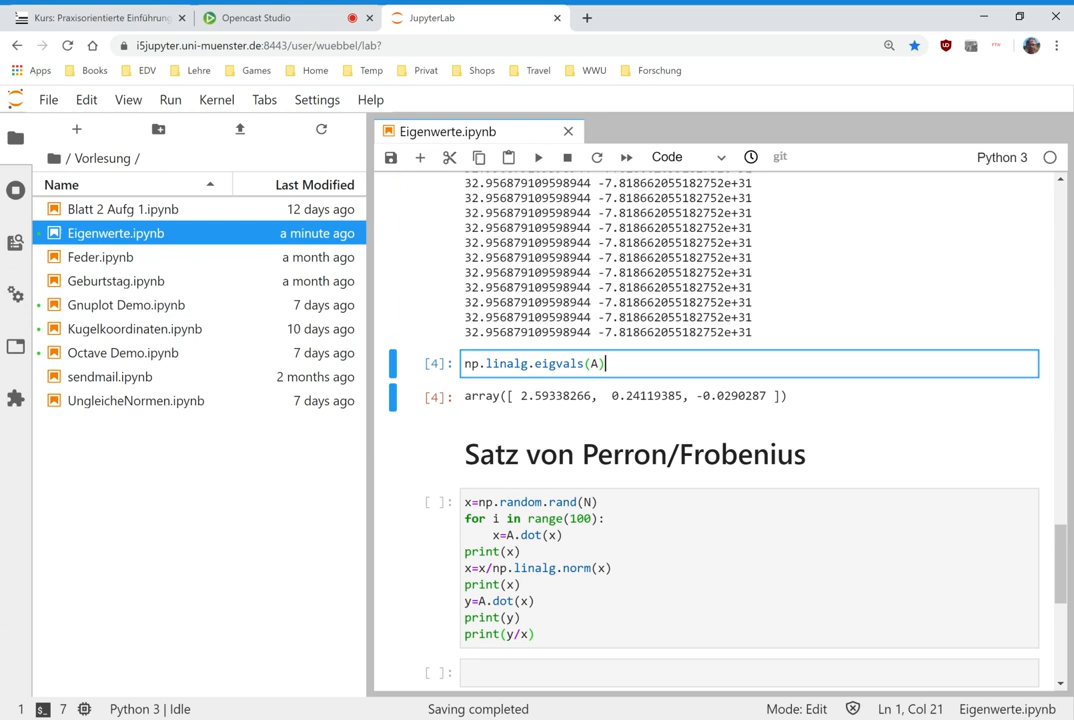 Kurs: Praxisorientierte Einführung
Opencast Studio
JupyterLab
i5jupyter.uni-muenster.de:8443/user/wuebbel/lab?
Apps Books EDV Lehre Games Home Temp Privat Shops Travel WWU Forschung
File Edit View Run Kernel Tabs Settings Help
Eigenwerte.ipynb
Code
git
Python 3
/ Vorlesung /
Name Last Modified
Blatt 2 Aufg 1.ipynb 12 days ago
Eigenwerte.ipynb a minute ago
Feder.ipynb a month ago
Geburtstag.ipynb a month ago
Gnuplot Demo.ipynb 7 days ago
Kugelkoordinaten.ipynb 10 days ago
Octave Demo.ipynb 7 days ago
sendmail.ipynb 2 months ago
UngleicheNormen.ipynb 7 days ago
32.956879109598944 -7.818662055182752e+31
32.956879109598944 -7.818662055182752e+31
32.956879109598944 -7.818662055182752e+31
32.956879109598944 -7.818662055182752e+31
32.956879109598944 -7.818662055182752e+31
32.956879109598944 -7.818662055182752e+31
32.956879109598944 -7.818662055182752e+31
32.956879109598944 -7.818662055182752e+31
32.956879109598944 -7.818662055182752e+31
32.956879109598944 -7.818662055182752e+31
32.956879109598944 -7.818662055182752e+31
[4]: np.linalg.eigvals(A)
[4]: array([ 2.59338266,  0.24119385, -0.0290287 ])
Satz von Perron/Frobenius
[ ]: x=np.random.rand(N)
for i in range(100):
    x=A.dot(x)
print(x)
x=x/np.linalg.norm(x)
print(x)
y=A.dot(x)
print(y)
print(y/x)
[ ]:
1 7 Python 3 | Idle
Saving completed
Mode: Edit
Ln 1, Col 21
Eigenwerte.ipynb